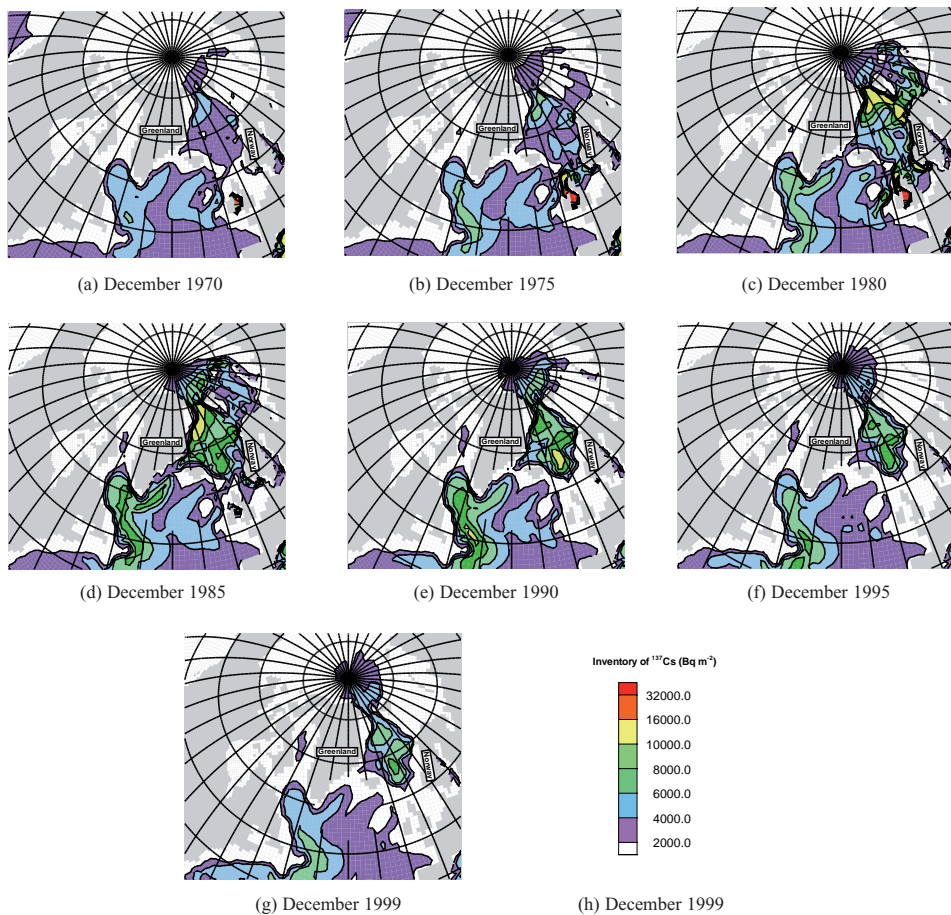 Greenland
Norway
Greenland
Norway
Greenland
Norway
(a) December 1970
(b) December 1975
(c) December 1980
Greenland
Norway
Greenland
Norway
Greenland
Norway
(d) December 1985
(e) December 1990
(f) December 1995
Greenland
Norway
Inventory of ¹³⁷Cs (Bq m⁻²)
32000.0
16000.0
10000.0
8000.0
6000.0
4000.0
2000.0
(g) December 1999
(h) December 1999